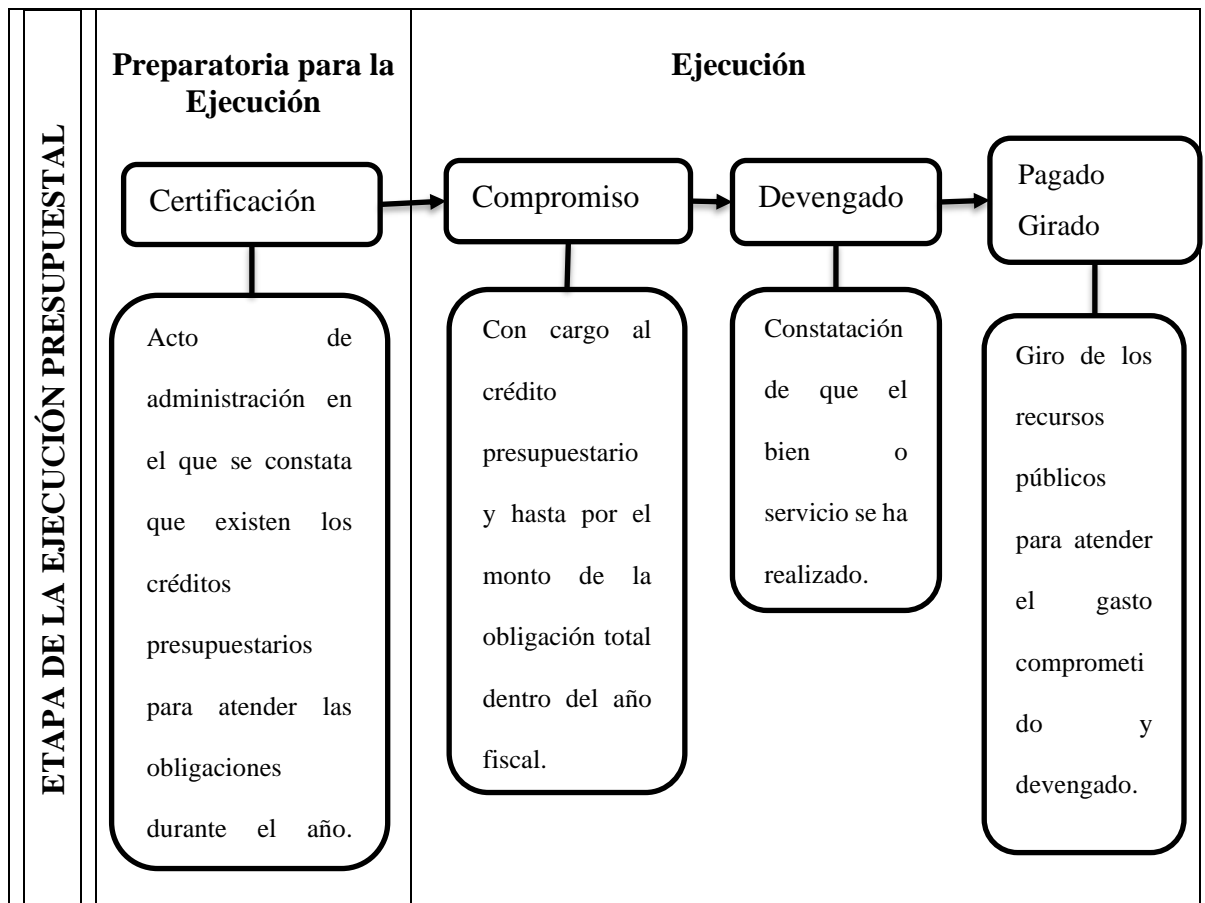 ETAPA DE LA EJECUCIÓN PRESUPUESTAL
Preparatoria para la
Ejecución
Ejecución
Certificación
Compromiso
Devengado
Pagado
Girado
Acto de
administración en
el que se constata
que existen los
créditos
presupuestarios
para atender las
obligaciones
durante el año.
Con cargo al
crédito
presupuestario
y hasta por el
monto de la
obligación total
dentro del año
fiscal.
Constatación
de que el
bien o
servicio se ha
realizado.
Giro de los
recursos
públicos
para atender
el gasto
comprometi
do y
devengado.